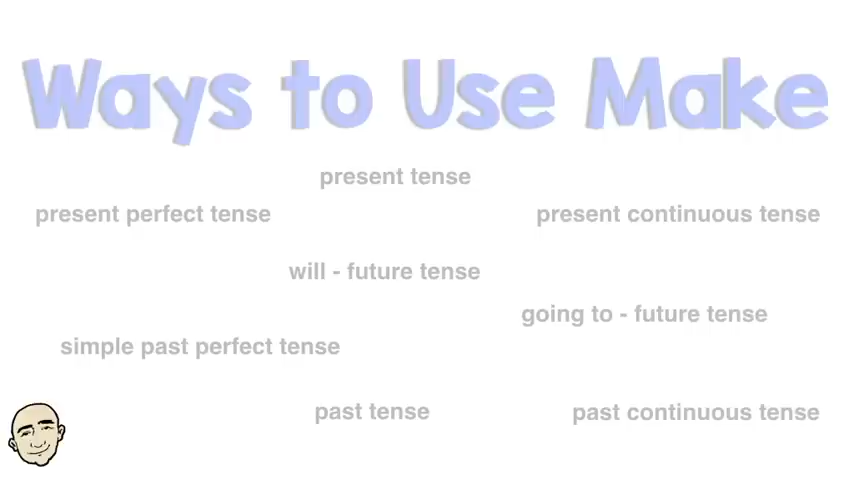 Ways to Use Make
present tense
present perfect tense
present continuous tense
will - future tense
going to - future tense
simple past perfect tense
past tense
past continuous tense